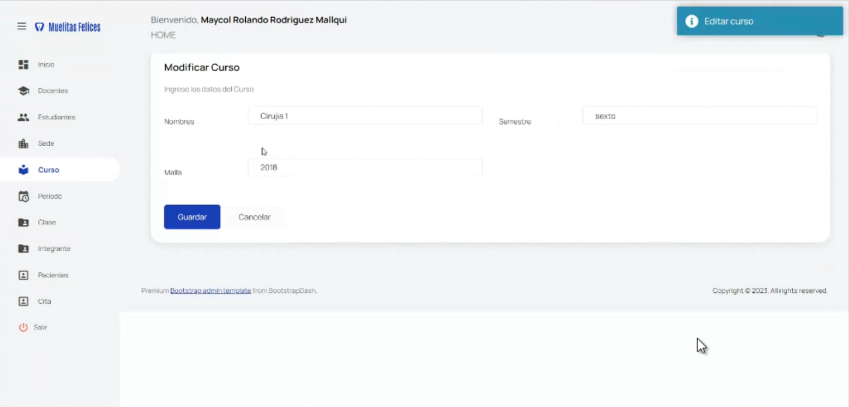 Muelitas Felices
Bienvenido, Maycol Rolando Rodriguez Mallqui
HOME
Editar curso
Inicio
Docentes
Estudiantes
Sede
Curso
Periodo
Clase
Integrante
Pacientes
Cita
Salir
Modificar Curso
Ingrese los datos del Curso
Nombres
Cirujia 1
Semestre
sexto
Malla
2018
Guardar
Cancelar
Premium Bootstrap admin template from BootstrapDash.
Copyright © 2023. All rights reserved.